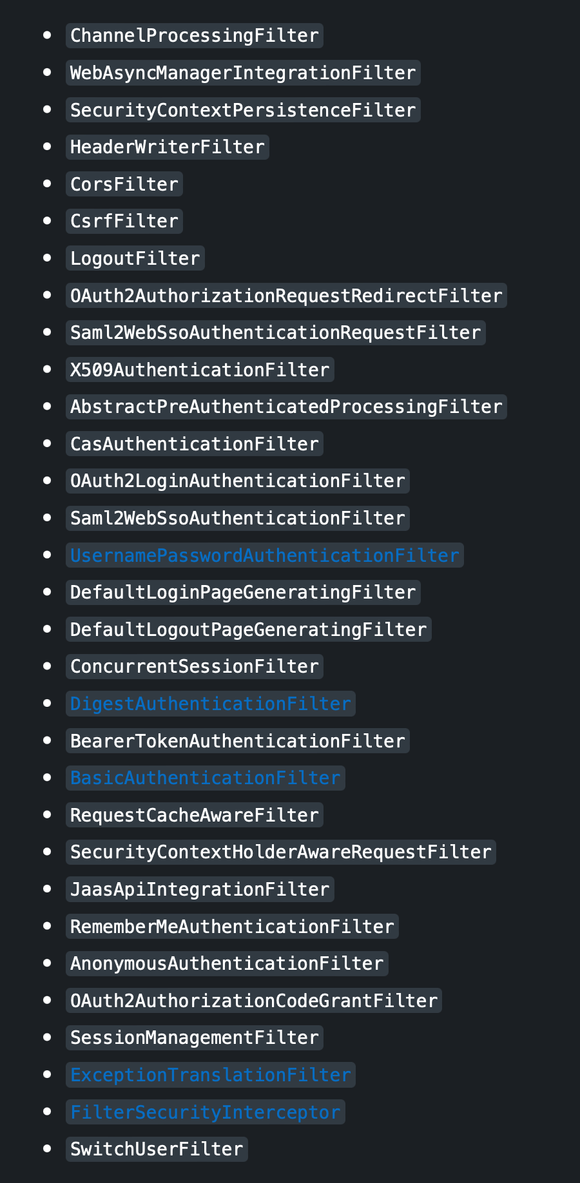 ChannelProcessingFilter
WebAsyncManagerIntegrationFilter
SecurityContextPersistenceFilter
HeaderWriterFilter
CorsFilter
CsrfFilter
LogoutFilter
OAuth2AuthorizationRequestRedirectFilter
Saml2WebSsoAuthenticationRequestFilter
X509AuthenticationFilter
AbstractPreAuthenticatedProcessingFilter
CasAuthenticationFilter
OAuth2LoginAuthenticationFilter
Saml2WebSsoAuthenticationFilter
UsernamePasswordAuthenticationFilter
DefaultLoginPageGeneratingFilter
DefaultLogoutPageGeneratingFilter
ConcurrentSessionFilter
DigestAuthenticationFilter
BearerTokenAuthenticationFilter
BasicAuthenticationFilter
RequestCacheAwareFilter
SecurityContextHolderAwareRequestFilter
JaasApiIntegrationFilter
RememberMeAuthenticationFilter
AnonymousAuthenticationFilter
OAuth2AuthorizationCodeGrantFilter
SessionManagementFilter
ExceptionTranslationFilter
FilterSecurityInterceptor
SwitchUserFilter